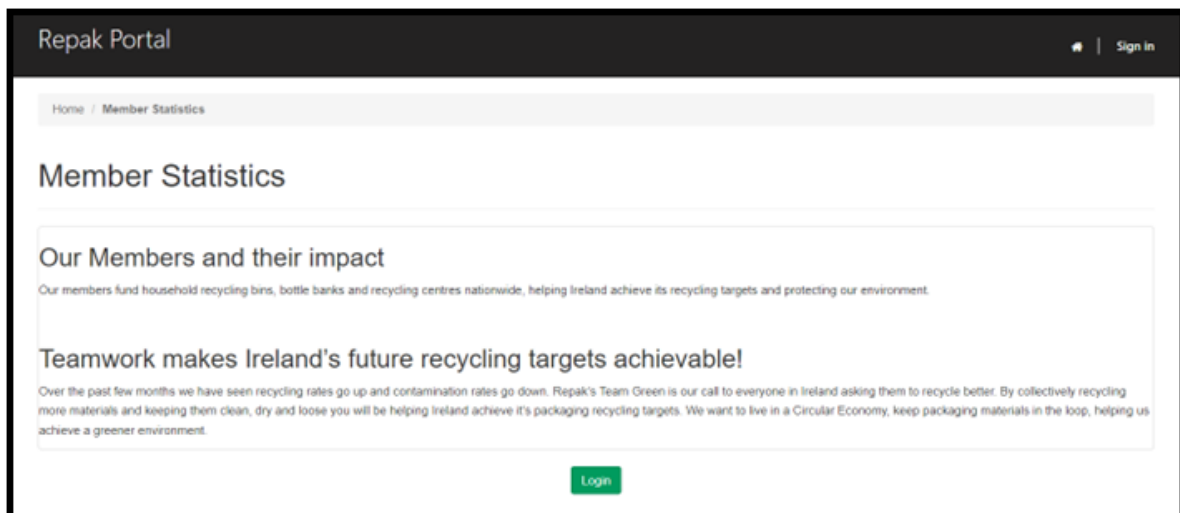 Repak Portal
| Sign in
Home / Member Statistics
Member Statistics
Our Members and their impact
Our members fund household recycling bins, bottle banks and recycling centres nationwide, helping Ireland achieve its recycling targets and protecting our environment.
Teamwork makes Ireland's future recycling targets achievable!
Over the past few months we have seen recycling rates go up and contamination rates go down. Repak's Team Green is our call to everyone in Ireland asking them to recycle better. By collectively recycling
more materials and keeping them clean, dry and loose you will be helping Ireland achieve it's packaging recycling targets. We want to live in a Circular Economy, keep packaging materials in the loop, helping us
achieve a greener environment.
Login